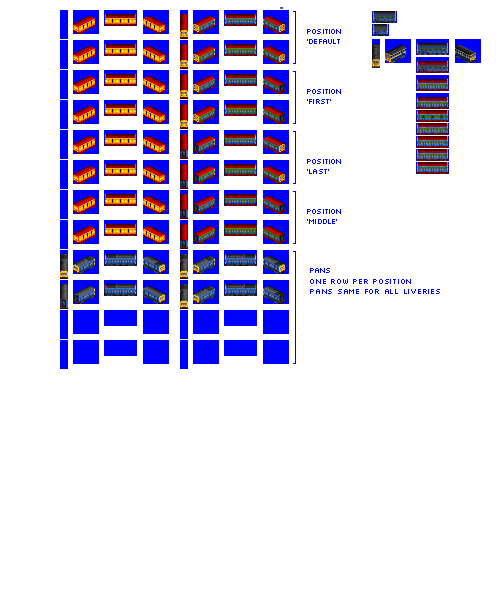 POSITION
'DEFAULT
POSITION
'FIRST'
POSITION
'LAST'
POSITION
'MIDDLE'
PANS
ONE ROW PER POSITION
PANS SAME FOR ALL LIVERIES